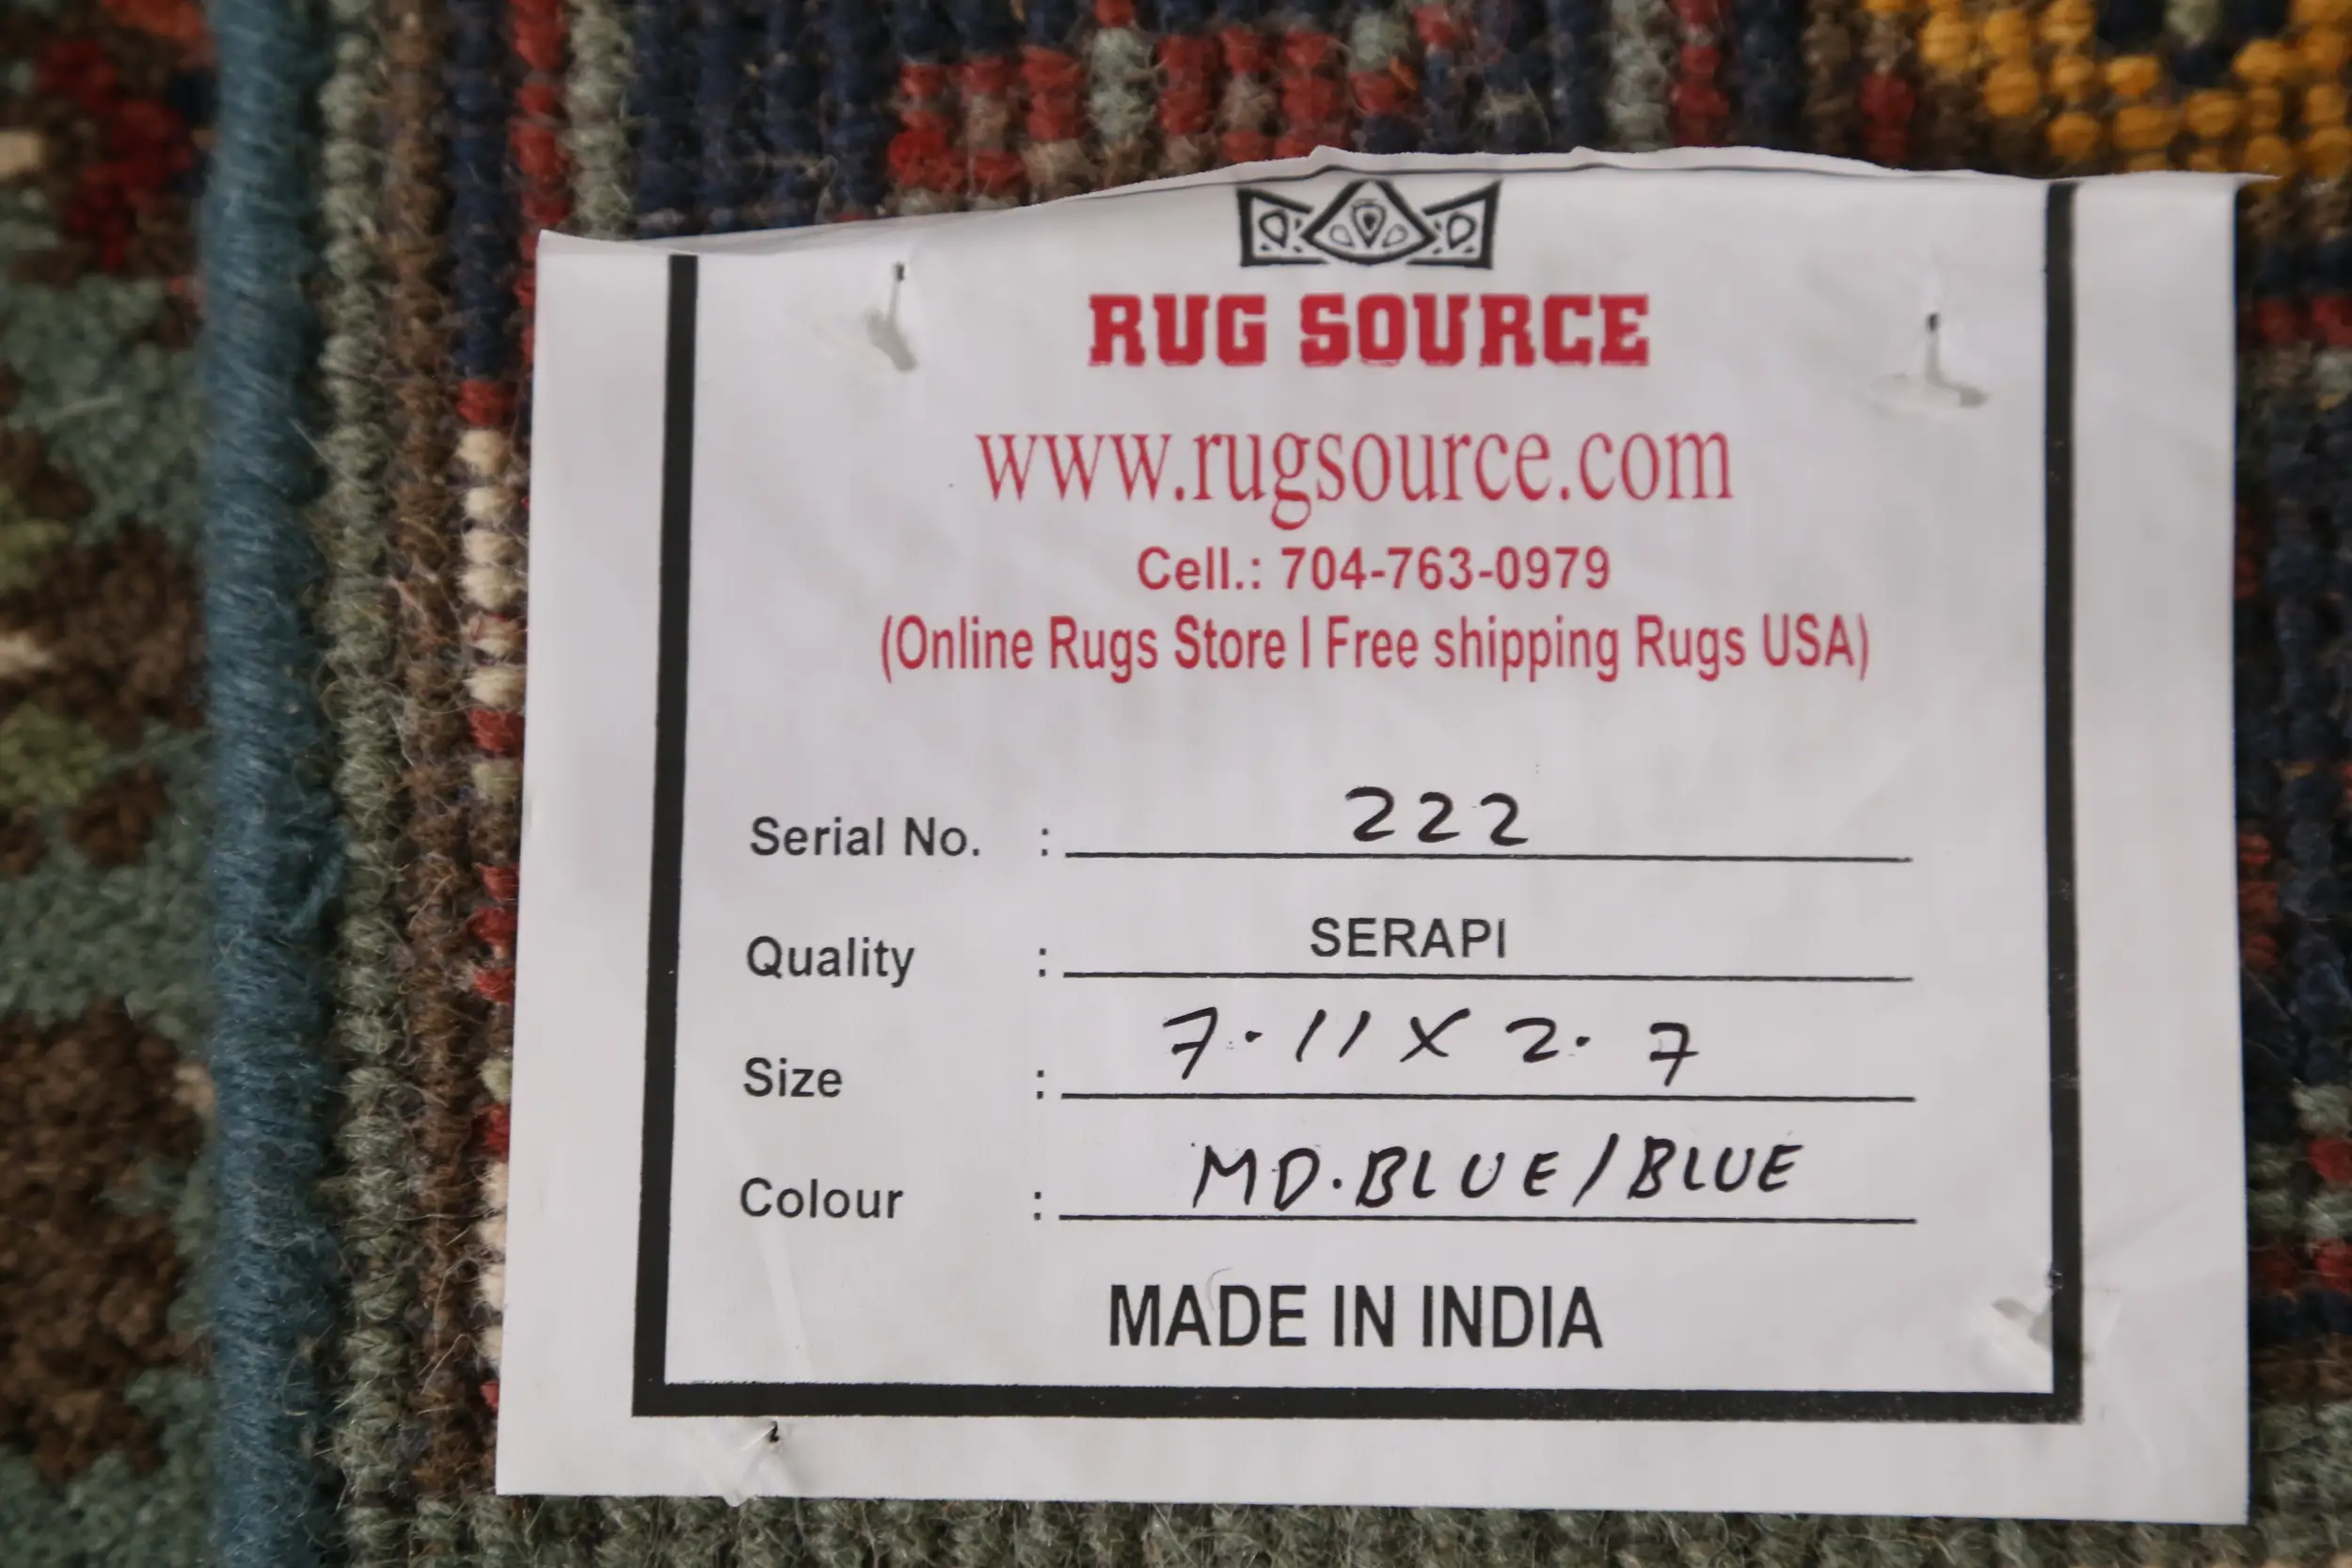 RUG SOURCE
www.rugsource.com
Cell.: 704-763-0979
(Online Rugs Store I Free shipping Rugs USA)
Serial No. : 222
Quality : SERAPI
Size : 7.11 X 2.7
Colour : MD.BLUE/BLUE
MADE IN INDIA